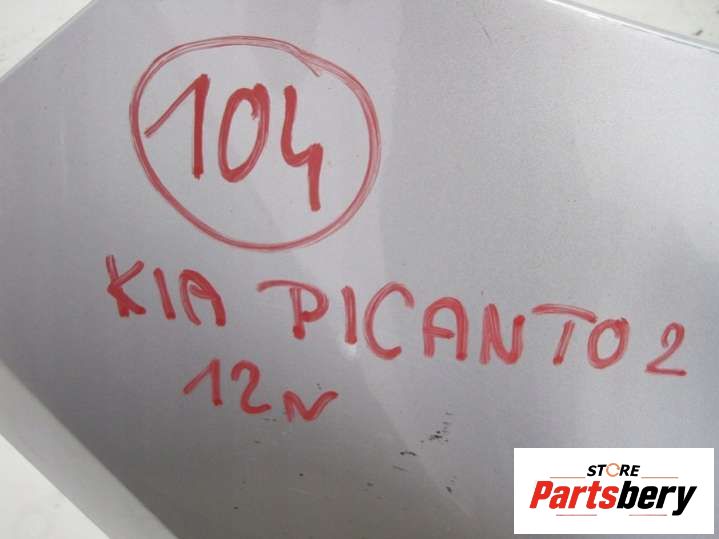 104
KIA PICANTO 2
12N
STORE
Partsbery